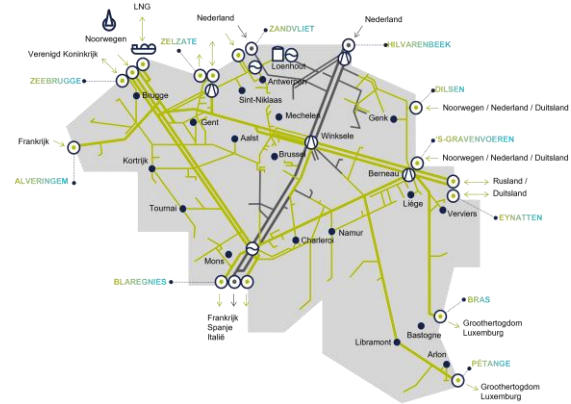 LNG
Noorwegen
Nederland
ZANDVLIET
Nederland
ZELZATE
HILVARENBEEK
Verenigd Koninkrijk
Loenhout
ZEEBRUGGE
Antwerpen
DILSEN
Brugge
Sint-Niklaas
Noorwegen / Nederland / Duitsland
Mechelen
Genk
Gent
Aalst
Winksele
'S-GRAVENVOEREN
Frankrijk
Brussel
Noorwegen / Nederland / Duitsland
Kortrijk
Berneau
Rusland /
Duitsland
ALVERINGEM
Liège
Tournai
Verviers
EYNATTEN
Namur
Charleroi
Mons
BLAREGNIES
BRAS
Frankrijk
Spanje
Italië
Groothertogdom
Luxemburg
Bastogne
Libramont
Arlon
PÉTANGE
Groothertogdom
Luxemburg